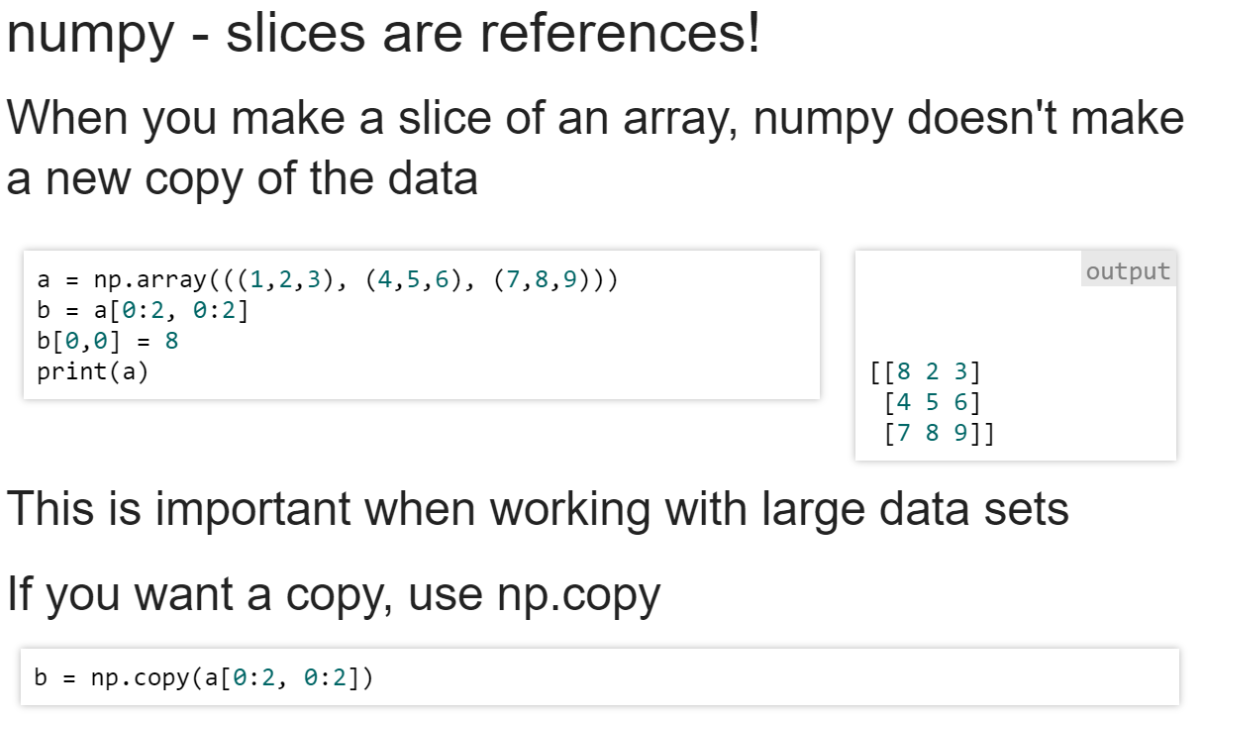 numpy - slices are references!
When you make a slice of an array, numpy doesn't make
a new copy of the data
a = np.array(((1,2,3), (4,5,6), (7,8,9)))
b = a[0:2, 0:2]
b[0,0] = 8
print(a)
output
[[8 2 3]
 [4 5 6]
 [7 8 9]]
This is important when working with large data sets
If you want a copy, use np.copy
b = np.copy(a[0:2, 0:2])